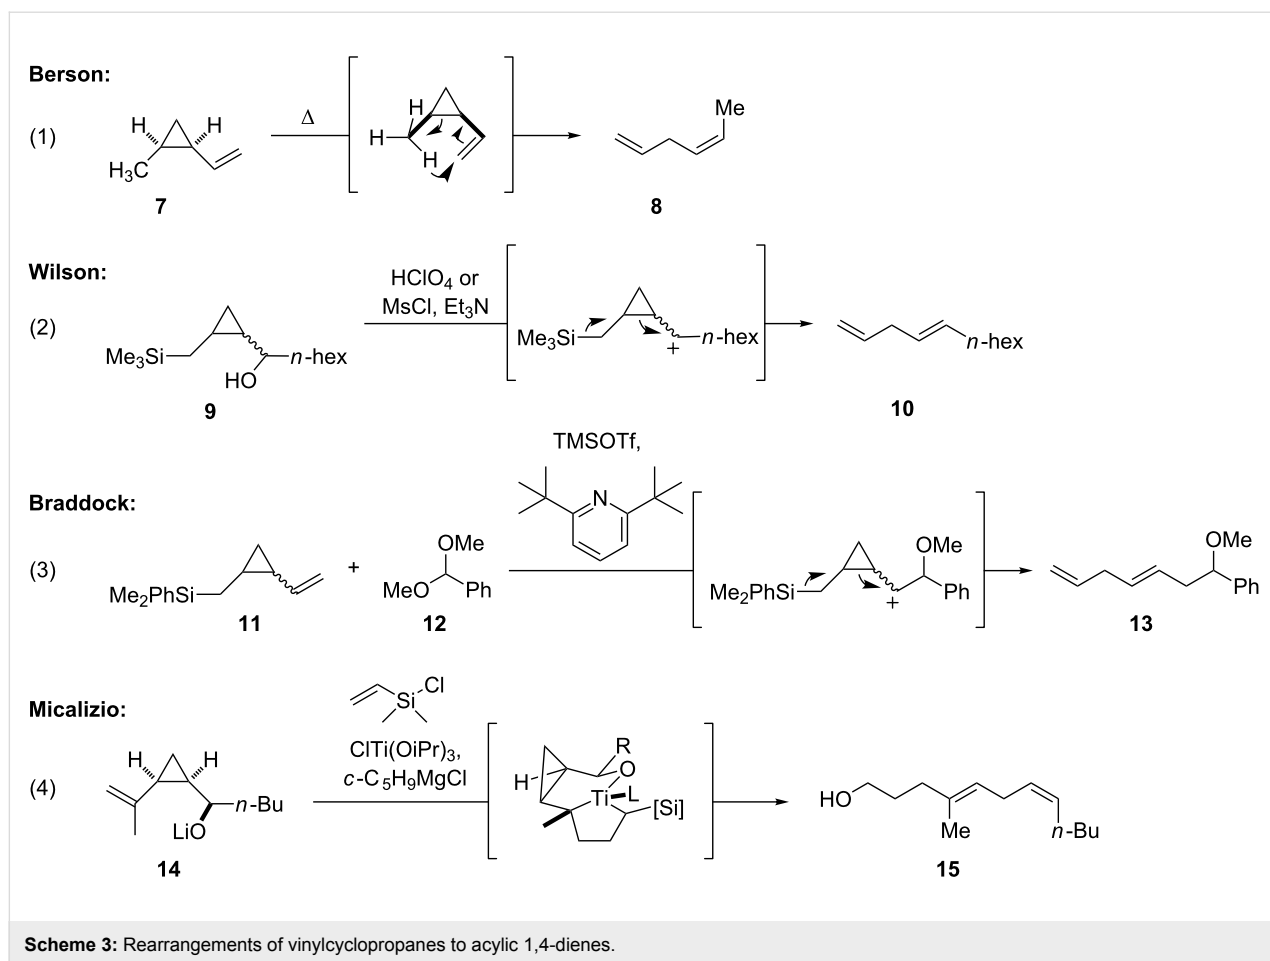 Berson:
(1)
H H
H₃C
7
Δ
H
H
H
Me
8
Wilson:
(2)
Me₃Si
HO
n-hex
9
HClO₄ or
MsCl, Et₃N
Me₃Si
+
n-hex
n-hex
10
Braddock:
(3)
Me₂PhSi
11
+
OMe
MeO
Ph
12
TMSOTf,
N
Me₂PhSi
OMe
Ph
+
OMe
Ph
13
Micalizio:
(4)
H H
n-Bu
LiO
14
Cl
Si
ClTi(OiPr)₃,
c-C₅H₉MgCl
R
H
O
Ti
L
[Si]
HO
Me
n-Bu
15
Scheme 3: Rearrangements of vinylcyclopropanes to acylic 1,4-dienes.